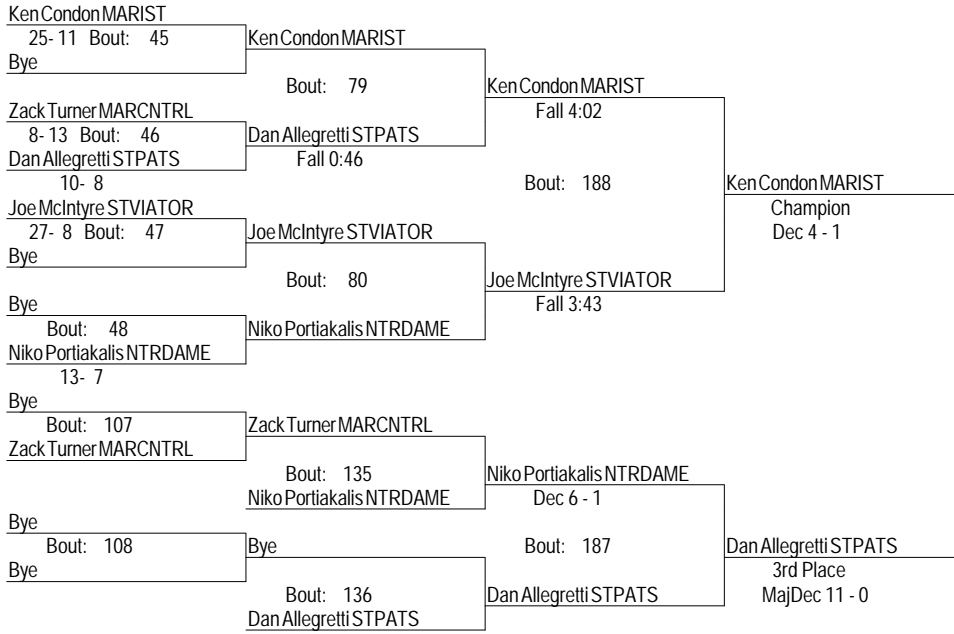 Ken Condon MARIST
25- 11 Bout: 45
Ken Condon MARIST
Bye
Bout: 79
Ken Condon MARIST
Zack Turner MARCNTRL
Fall 4:02
8- 13 Bout: 46
Dan Allegretti STPATS
Dan Allegretti STPATS
Fall 0:46
10- 8
Bout: 188
Ken Condon MARIST
Joe McIntyre STVIATOR
Champion
27- 8 Bout: 47
Joe McIntyre STVIATOR
Dec 4 - 1
Bye
Bout: 80
Joe McIntyre STVIATOR
Bye
Fall 3:43
Bout: 48
Niko Portiakalis NTRDAME
Niko Portiakalis NTRDAME
13- 7
Bye
Bout: 107
Zack Turner MARCNTRL
Zack Turner MARCNTRL
Bout: 135
Niko Portiakalis NTRDAME
Niko Portiakalis NTRDAME
Dec 6 - 1
Bye
Bout: 108
Bye
Bout: 187
Dan Allegretti STPATS
Bye
3rd Place
Bout: 136
Dan Allegretti STPATS
MajDec 11 - 0
Dan Allegretti STPATS